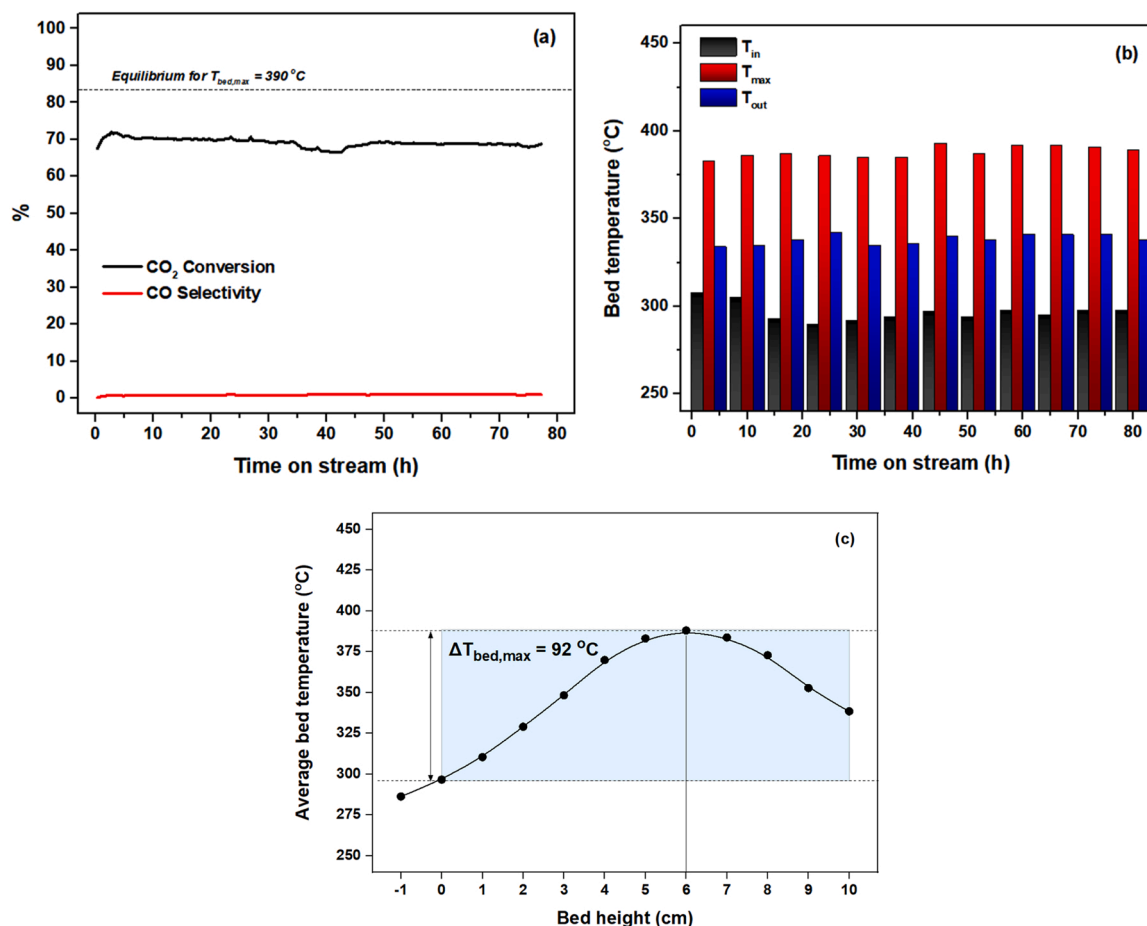 (a)
100
90
80
70
60
50
40
30
20
10
0
%
Equilibrium for T_bed,max = 390 °C
CO₂ Conversion
CO Selectivity
0 10 20 30 40 50 60 70 80
Time on stream (h)
(b)
450
400
350
300
250
Bed temperature (°C)
T_in
T_max
T_out
0 10 20 30 40 50 60 70 80
Time on stream (h)
(c)
450
425
400
375
350
325
300
275
250
Average bed temperature (°C)
ΔT_bed,max = 92 °C
-1 0 1 2 3 4 5 6 7 8 9 10
Bed height (cm)